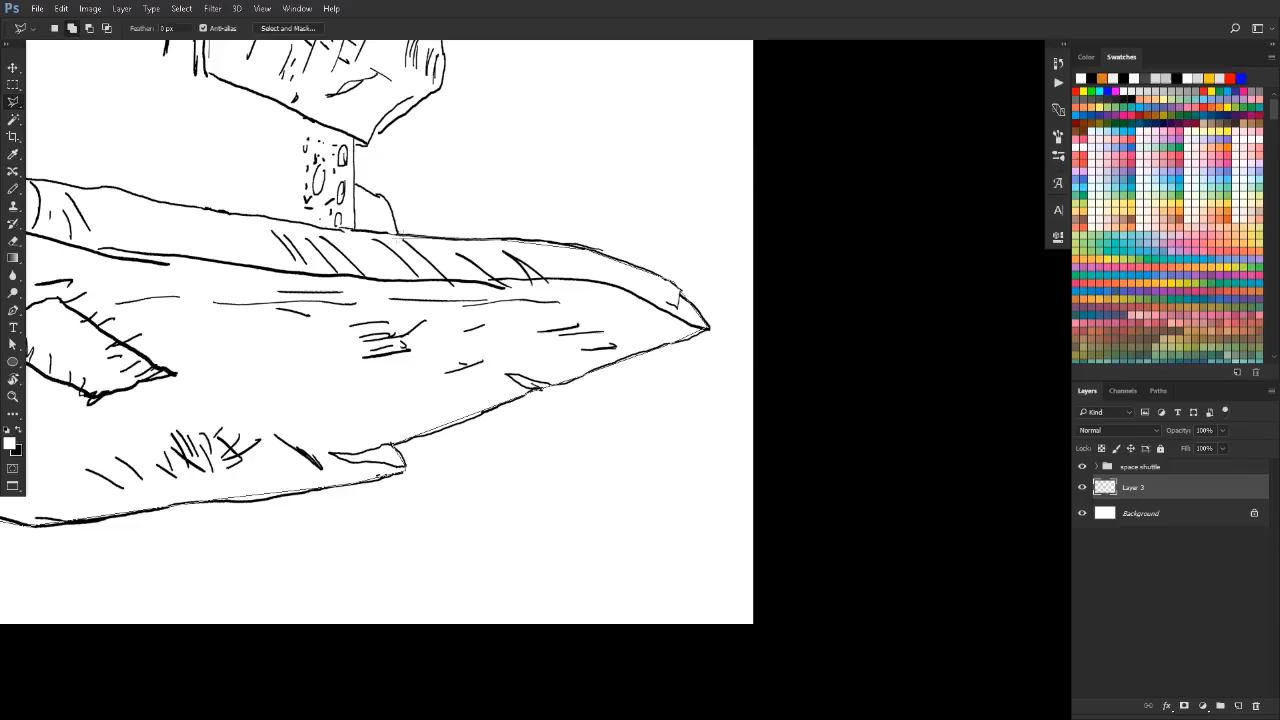 Ps File Edit Image Layer Type Select Filter 3D View Window Help
Feather: 0 px Anti-alias Select and Mask...
Color Swatches
Layers Channels Paths
Kind
Normal Opacity: 100%
Lock: Fill: 100%
space shuttle
Layer 3
Background